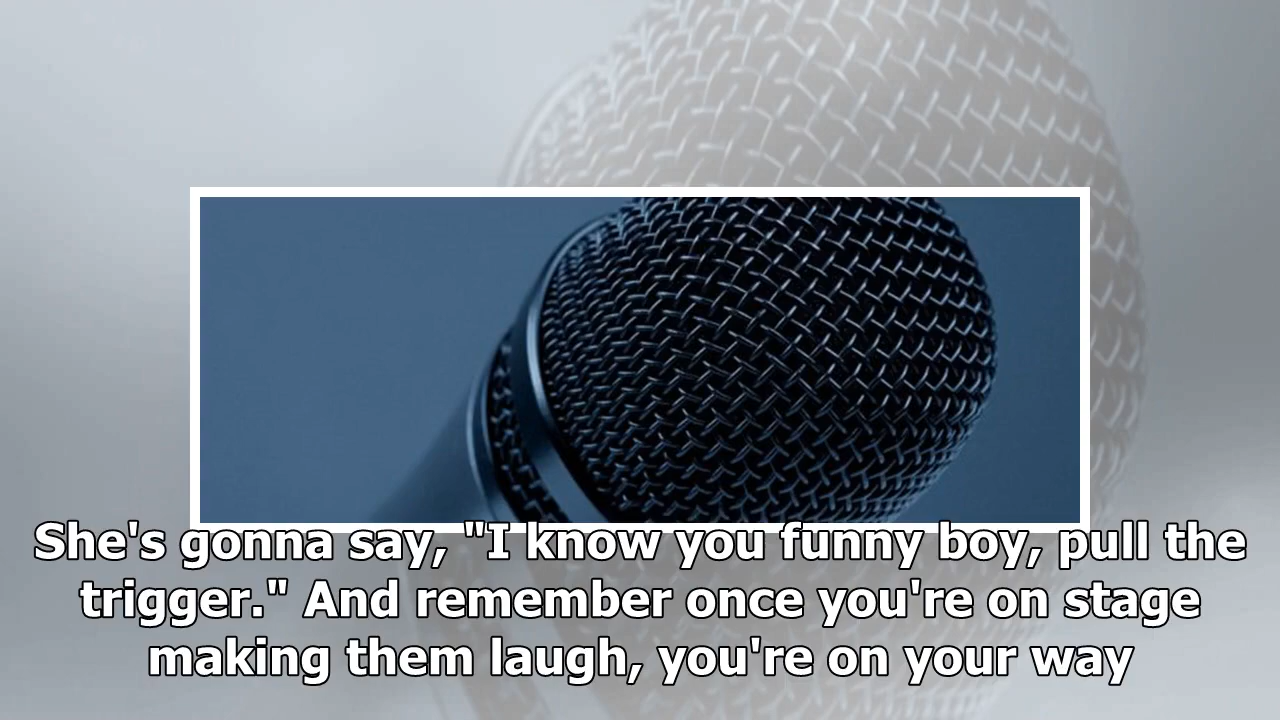 She's gonna say, "I know you funny boy, pull the
trigger." And remember once you're on stage
making them laugh, you're on your way